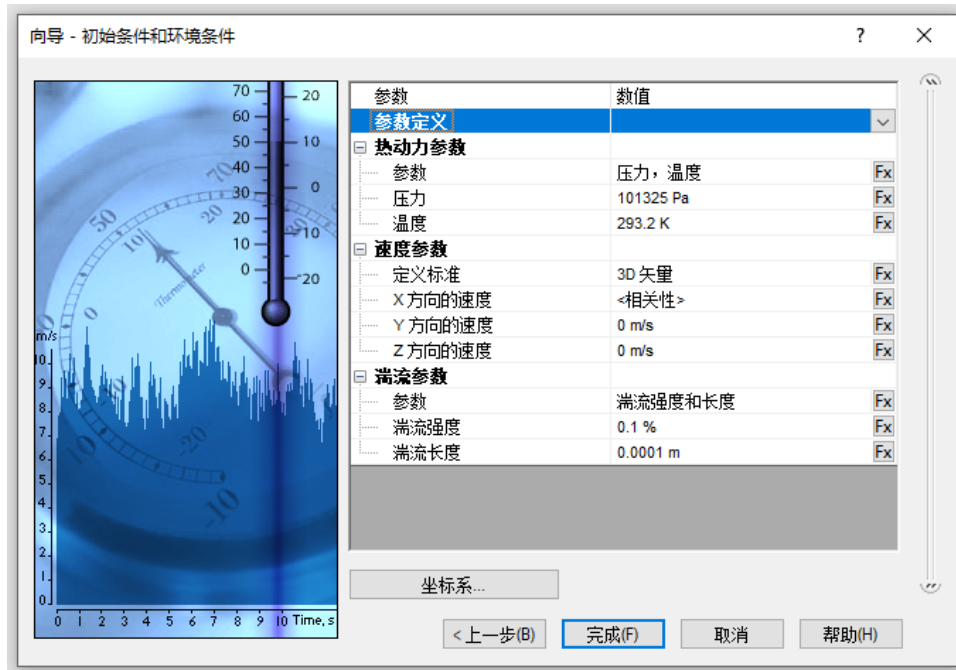 向导 - 初始条件和环境条件
?
参数 数值
参数定义
热动力参数
参数 压力，温度 Fx
压力 101325 Pa Fx
温度 293.2 K Fx
速度参数
定义标准 3D 矢量 Fx
X 方向的速度 <相关性> Fx
Y 方向的速度 0 m/s Fx
Z 方向的速度 0 m/s Fx
湍流参数
参数 湍流强度和长度 Fx
湍流强度 0.1 % Fx
湍流长度 0.0001 m Fx
坐标系...
<上一步(B) 完成(F) 取消 帮助(H)
70 20
60
50 10
40
30 0
20
10 10
0 20
50
10
20
0
Thermometer
10
20
-10
m/s
10
9
8
7
6
5
4
3
2
1
0
0 1 2 3 4 5 6 7 8 9 10 Time, s